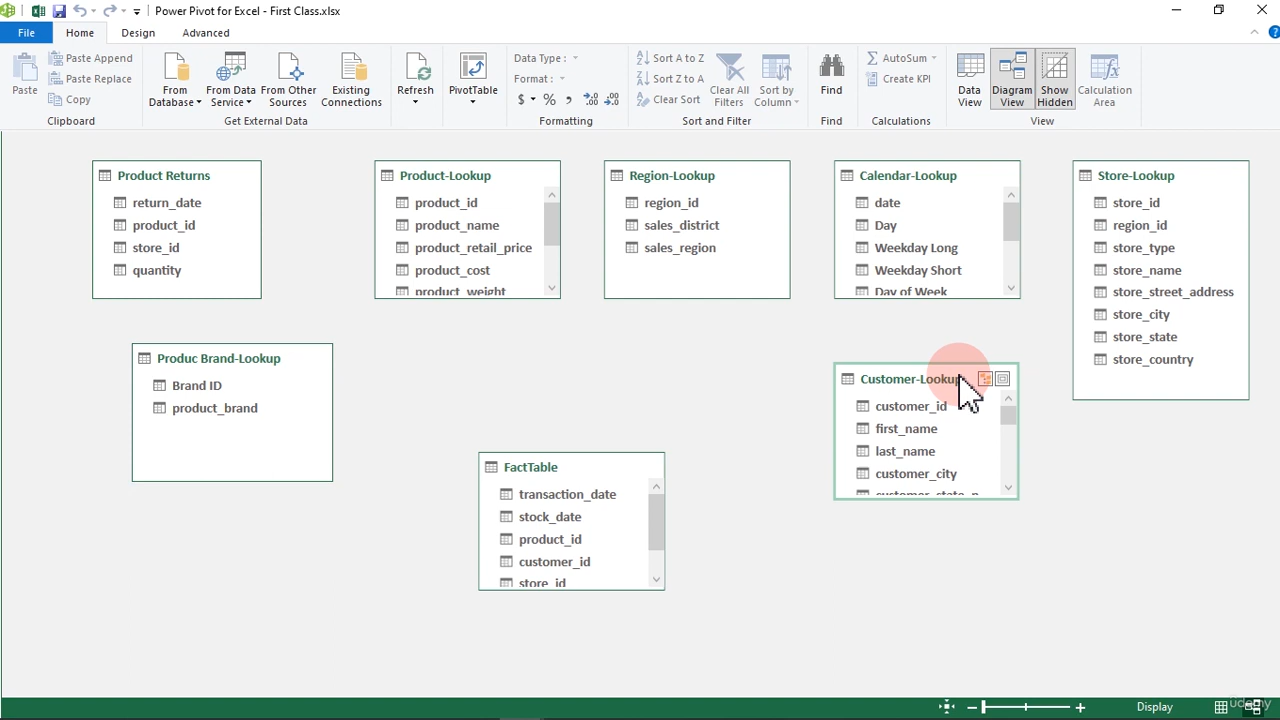 Power Pivot for Excel - First Class.xlsx
File Home Design Advanced
Paste
Paste Append
Paste Replace
Copy
Clipboard
From Database
From Data Service
From Other Sources
Existing Connections
Get External Data
Refresh
PivotTable
Data Type :
Format :
$ % ,
Formatting
Sort A to Z
Sort Z to A
Clear Sort
Clear All Filters
Sort by Column
Sort and Filter
Find
Find
AutoSum
Create KPI
Calculations
Data View
Diagram View
Show Hidden
Calculation Area
View
Product Returns
return_date
product_id
store_id
quantity
Product-Lookup
product_id
product_name
product_retail_price
product_cost
product_weight
Region-Lookup
region_id
sales_district
sales_region
Calendar-Lookup
date
Day
Weekday Long
Weekday Short
Day of Week
Store-Lookup
store_id
region_id
store_type
store_name
store_street_address
store_city
store_state
store_country
Produc Brand-Lookup
Brand ID
product_brand
Customer-Lookup
customer_id
first_name
last_name
customer_city
FactTable
transaction_date
stock_date
product_id
customer_id
store_id
Display
ûdemy